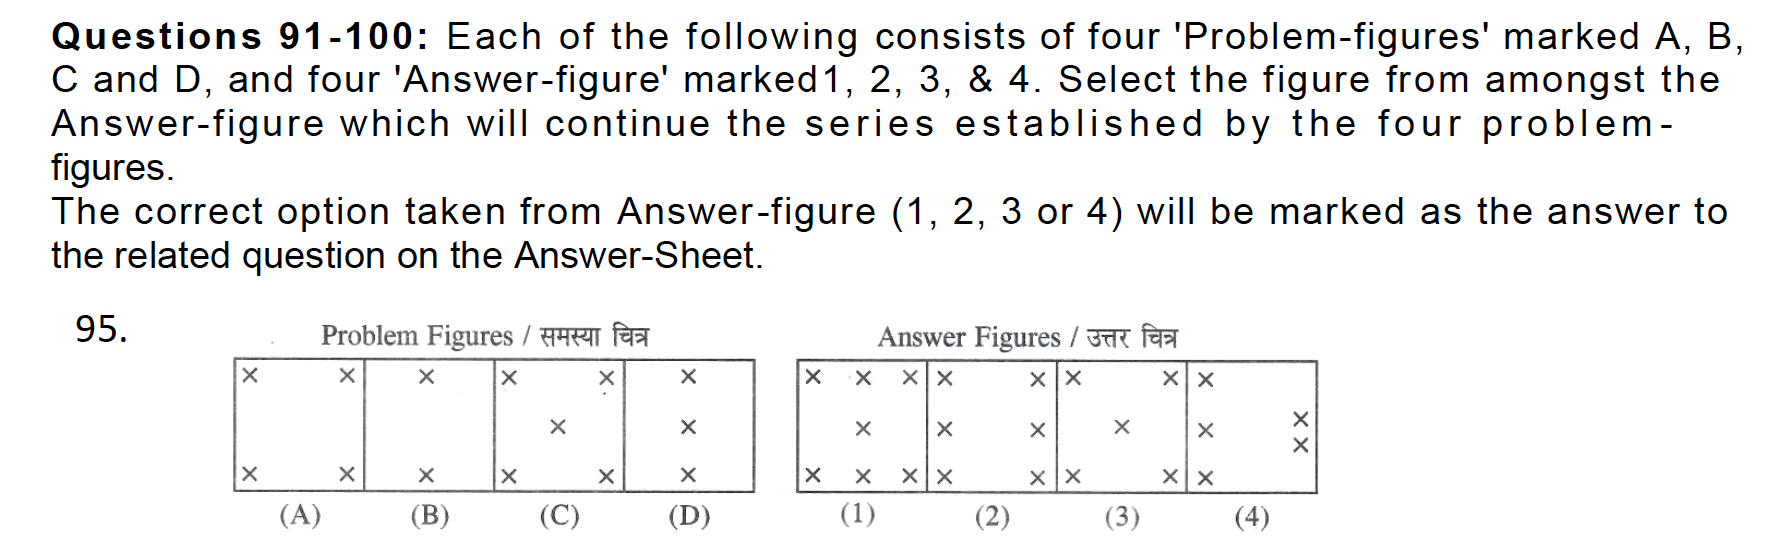 Questions 91-100: Each of the following consists of four 'Problem-figures' marked A, B,
C and D, and four 'Answer-figure' marked1, 2, 3, & 4. Select the figure from amongst the
Answer-figure which will continue the series established by the four problem-
figures.
The correct option taken from Answer-figure (1, 2, 3 or 4) will be marked as the answer to
the related question on the Answer-Sheet.
95.
Problem Figures / समस्या चित्र
(A) (B) (C) (D)
Answer Figures / उत्तर चित्र
(1) (2) (3) (4)